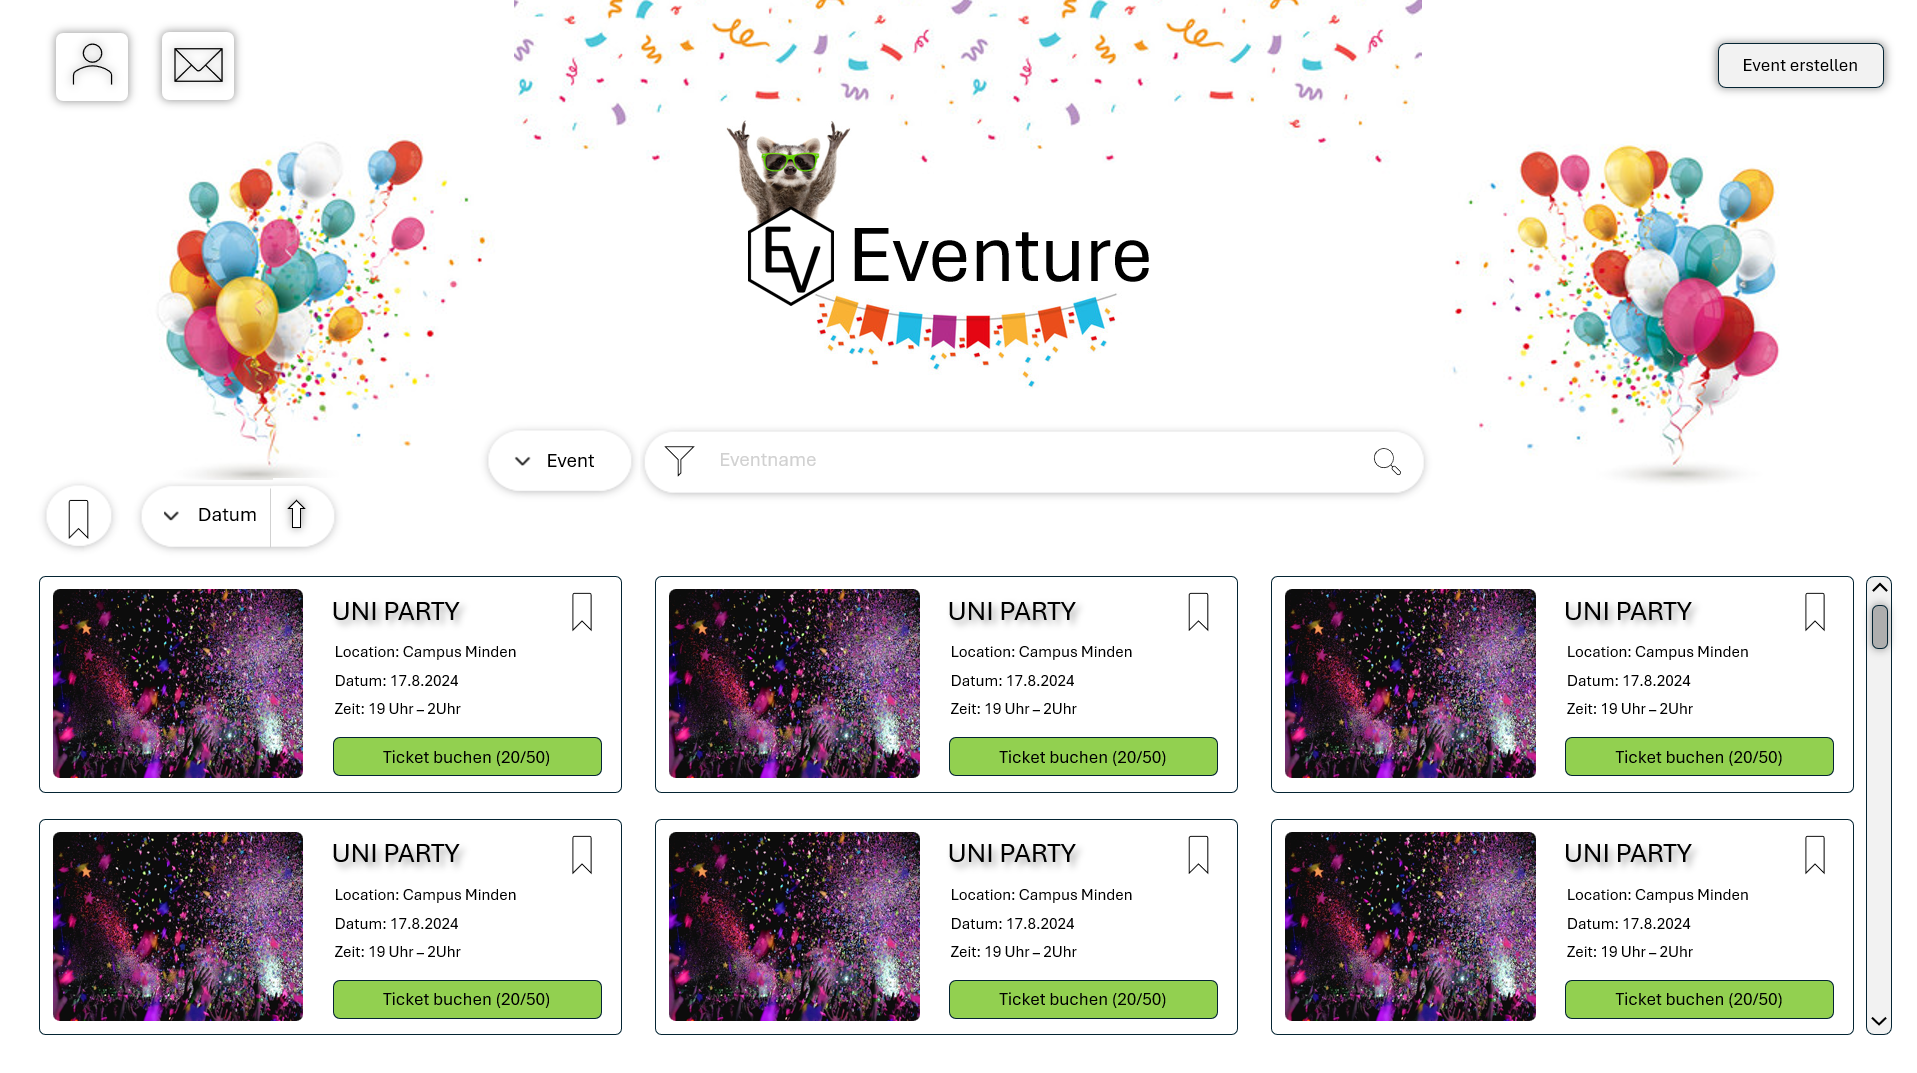 Event erstellen
EV Eventure
Event
Eventname
Datum
UNI PARTY
Location: Campus Minden
Datum: 17.8.2024
Zeit: 19 Uhr – 2Uhr
Ticket buchen (20/50)
UNI PARTY
Location: Campus Minden
Datum: 17.8.2024
Zeit: 19 Uhr – 2Uhr
Ticket buchen (20/50)
UNI PARTY
Location: Campus Minden
Datum: 17.8.2024
Zeit: 19 Uhr – 2Uhr
Ticket buchen (20/50)
UNI PARTY
Location: Campus Minden
Datum: 17.8.2024
Zeit: 19 Uhr – 2Uhr
Ticket buchen (20/50)
UNI PARTY
Location: Campus Minden
Datum: 17.8.2024
Zeit: 19 Uhr – 2Uhr
Ticket buchen (20/50)
UNI PARTY
Location: Campus Minden
Datum: 17.8.2024
Zeit: 19 Uhr – 2Uhr
Ticket buchen (20/50)